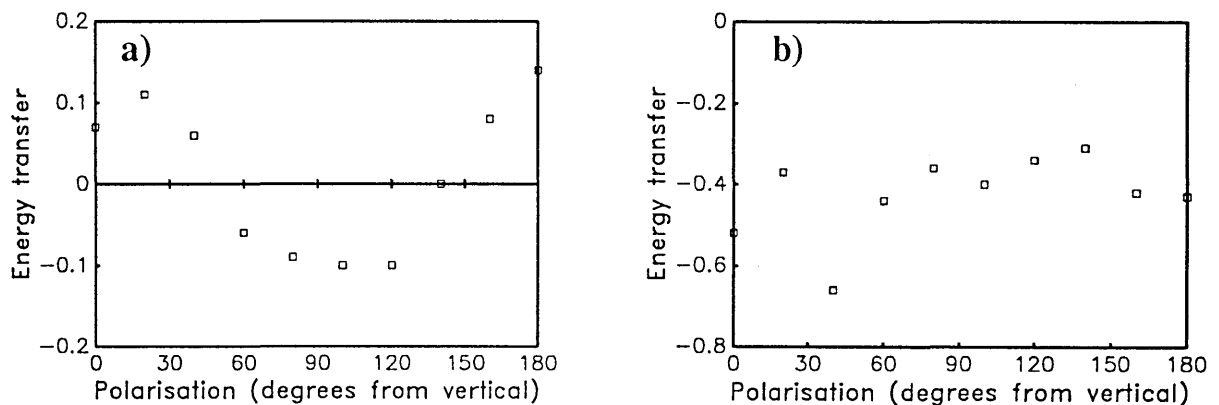 a)
Energy transfer
0.2
0.1
0
−0.1
−0.2
0 30 60 90 120 150 180
Polarisation (degrees from vertical)
b)
Energy transfer
−0
−0.2
−0.4
−0.6
−0.8
0 30 60 90 120 150 180
Polarisation (degrees from vertical)